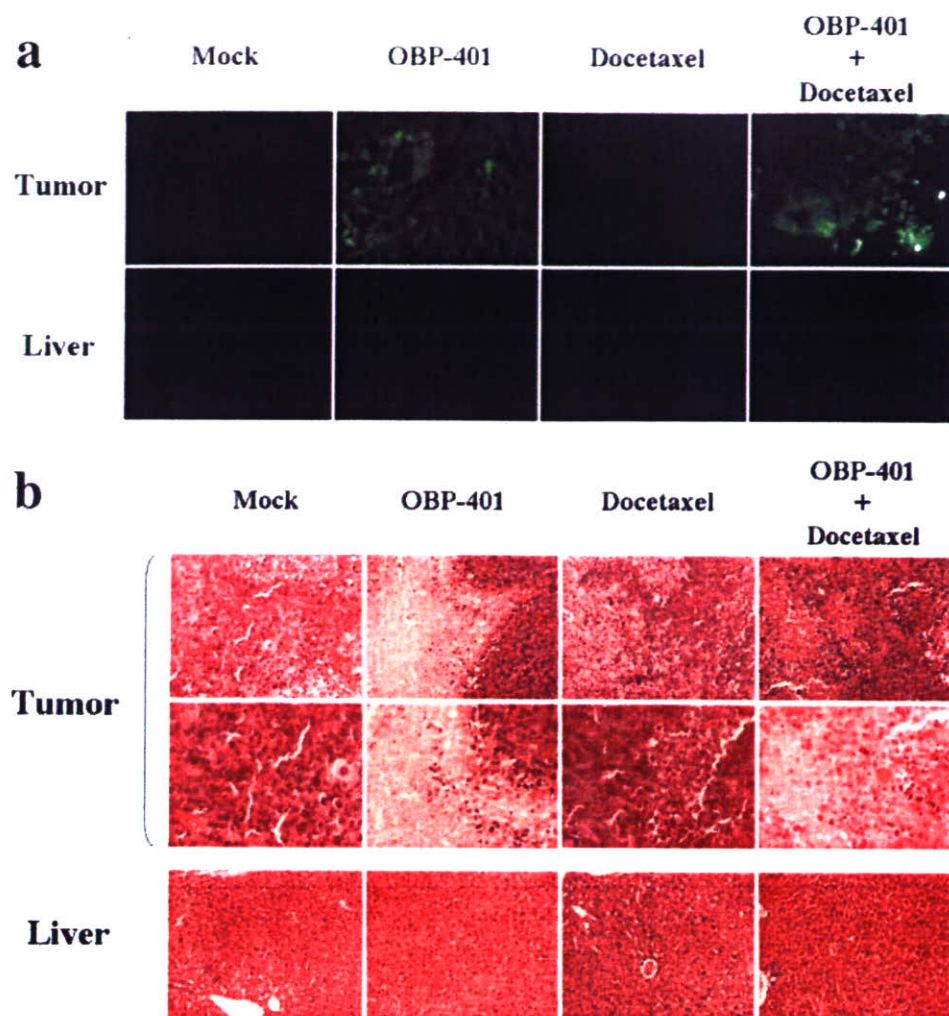 a
Mock
OBP-401
Docetaxel
OBP-401
+
Docetaxel
Tumor
Liver
b
Mock
OBP-401
Docetaxel
OBP-401
+
Docetaxel
Tumor
Liver